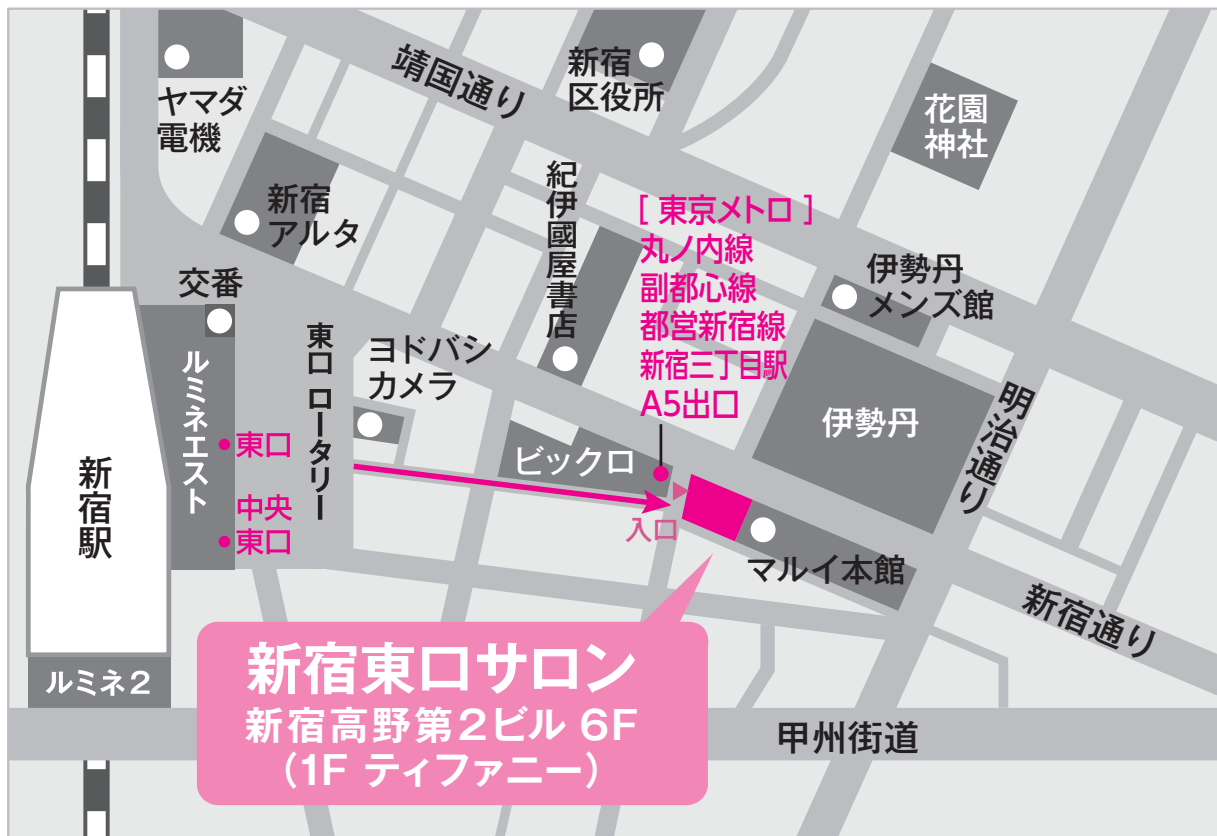 ヤマダ
電機
靖国通り
新宿
区役所
花園
神社
新宿
アルタ
紀伊國屋書店
[ 東京メトロ ]
丸ノ内線
副都心線
都営新宿線
新宿三丁目駅
A5出口
伊勢丹
メンズ館
交番
東口 ロータリー
ヨドバシ
カメラ
ルミネエスト
東口
中央
東口
新宿駅
ビックロ
伊勢丹
明治通り
入口
マルイ本館
新宿通り
ルミネ2
新宿東口サロン
新宿高野第2ビル 6F
(1F ティファニー)
甲州街道